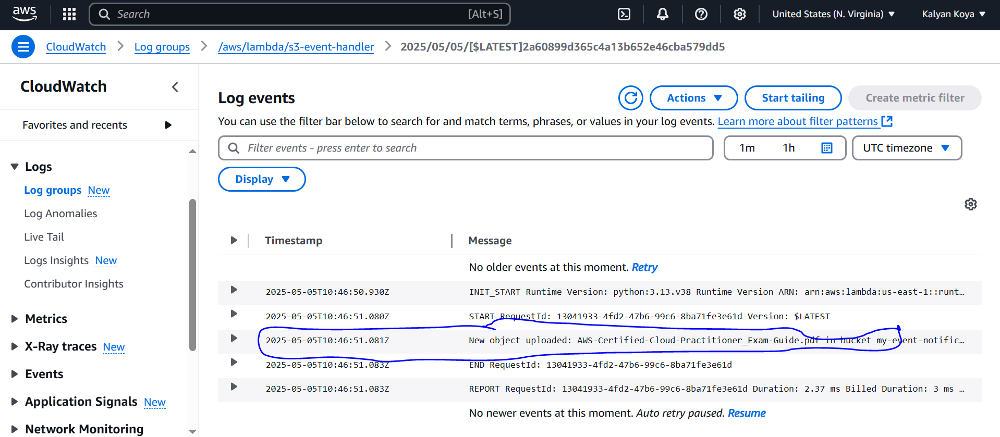 aws Search [Alt+S] United States (N. Virginia) Kalyan Koya
CloudWatch Log groups /aws/lambda/s3-event-handler 2025/05/05/[$LATEST]2a60899d365c4a13b652e46cba579dd5
CloudWatch
Favorites and recents
Logs
Log groups New
Log Anomalies
Live Tail
Logs Insights New
Contributor Insights
Metrics
X-Ray traces New
Events
Application Signals New
Network Monitoring
Log events
Actions Start tailing Create metric filter
You can use the filter bar below to search for and match terms, phrases, or values in your log events. Learn more about filter patterns
Filter events - press enter to search 1m 1h UTC timezone
Display
Timestamp Message
No older events at this moment. Retry
2025-05-05T10:46:50.930Z INIT_START Runtime Version: python:3.13.v38 Runtime Version ARN: arn:aws:lambda:us-east-1::runt…
2025-05-05T10:46:51.080Z START RequestId: 13041933-4fd2-47b6-99c6-8ba71fe3e61d Version: $LATEST
2025-05-05T10:46:51.081Z New object uploaded: AWS-Certified-Cloud-Practitioner_Exam-Guide.pdf in bucket my-event-notific…
2025-05-05T10:46:51.083Z END RequestId: 13041933-4fd2-47b6-99c6-8ba71fe3e61d
2025-05-05T10:46:51.083Z REPORT RequestId: 13041933-4fd2-47b6-99c6-8ba71fe3e61d Duration: 2.37 ms Billed Duration: 3 ms …
No newer events at this moment. Auto retry paused. Resume